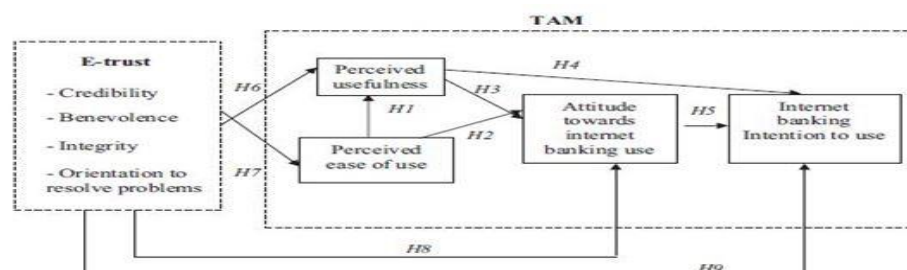 TAM
E-trust
- Credibility
- Benevolence
- Integrity
- Orientation to
resolve problems
H6
H7
Perceived
usefulness
H1
Perceived
ease of use
H3
H2
H4
Attitude
towards
internet
banking use
H5
Internet
banking
Intention to use
H8
H9